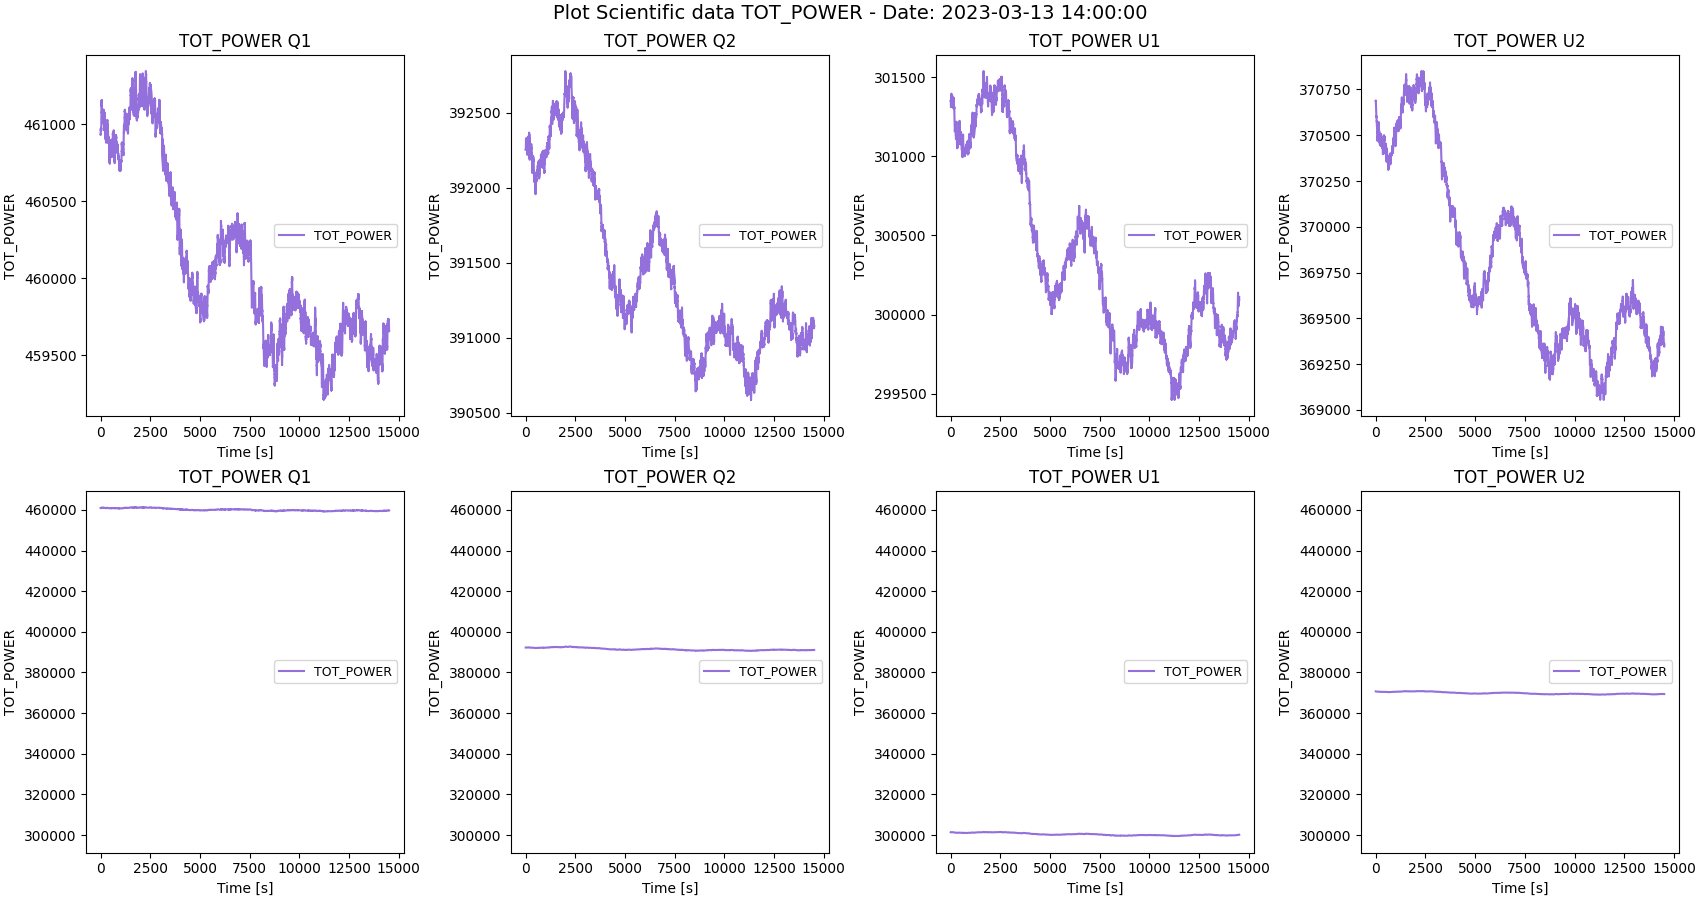 Plot Scientific data TOT_POWER - Date: 2023-03-13 14:00:00
TOT_POWER Q1
TOT_POWER
461000
460500
460000
459500
TOT_POWER
0 2500 5000 7500 10000 12500 15000
Time [s]
TOT_POWER Q2
TOT_POWER
392500
392000
391500
391000
390500
TOT_POWER
0 2500 5000 7500 10000 12500 15000
Time [s]
TOT_POWER U1
TOT_POWER
301500
301000
300500
300000
299500
TOT_POWER
0 2500 5000 7500 10000 12500 15000
Time [s]
TOT_POWER U2
TOT_POWER
370750
370500
370250
370000
369750
369500
369250
369000
TOT_POWER
0 2500 5000 7500 10000 12500 15000
Time [s]
TOT_POWER Q1
TOT_POWER
460000
440000
420000
400000
380000
360000
340000
320000
300000
TOT_POWER
0 2500 5000 7500 10000 12500 15000
Time [s]
TOT_POWER Q2
TOT_POWER
460000
440000
420000
400000
380000
360000
340000
320000
300000
TOT_POWER
0 2500 5000 7500 10000 12500 15000
Time [s]
TOT_POWER U1
TOT_POWER
460000
440000
420000
400000
380000
360000
340000
320000
300000
TOT_POWER
0 2500 5000 7500 10000 12500 15000
Time [s]
TOT_POWER U2
TOT_POWER
460000
440000
420000
400000
380000
360000
340000
320000
300000
TOT_POWER
0 2500 5000 7500 10000 12500 15000
Time [s]